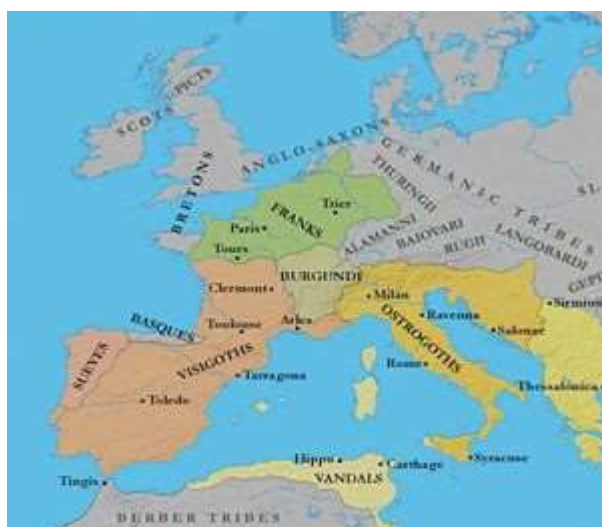 PICTS
SCOTS
ANGLO-SAXONS
GERMANIC TRIBES
THURINGII
BRETONS
FRANKS
Trier
Paris
Tours
ALAMANNI
BAIOVARI
RUGII
LANGOBARDI
SL
GEPI
BURGUNDI
Clermont
Milan
Sirmium
Ravenna
BASQUES
Toulouse
Arles
OSTROGOTHS
Salonae
SUEVES
VISIGOTHS
Rome
Tarragona
Thessalonica
Toledo
Hippo
Carthage
Syracuse
Tingis
VANDALS
BERBER TRIBES